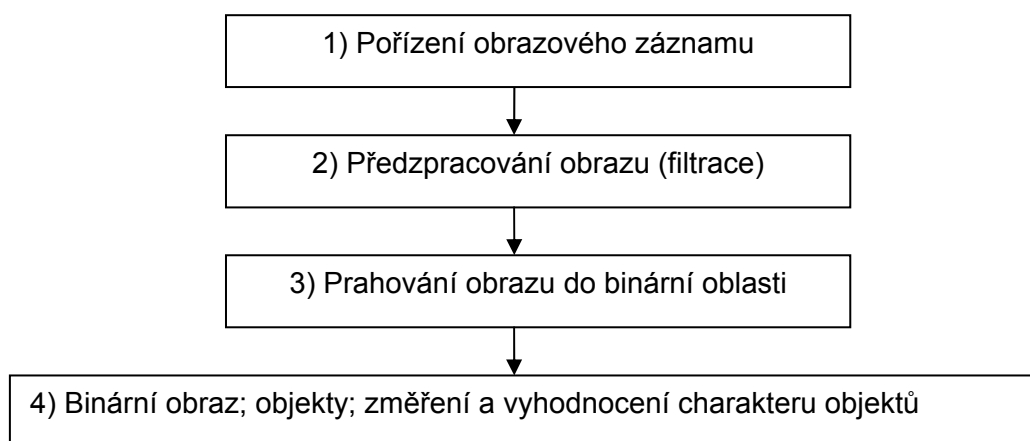 1) Pořízení obrazového záznamu
2) Předzpracování obrazu (filtrace)
3) Prahování obrazu do binární oblasti
4) Binární obraz; objekty; změření a vyhodnocení charakteru objektů